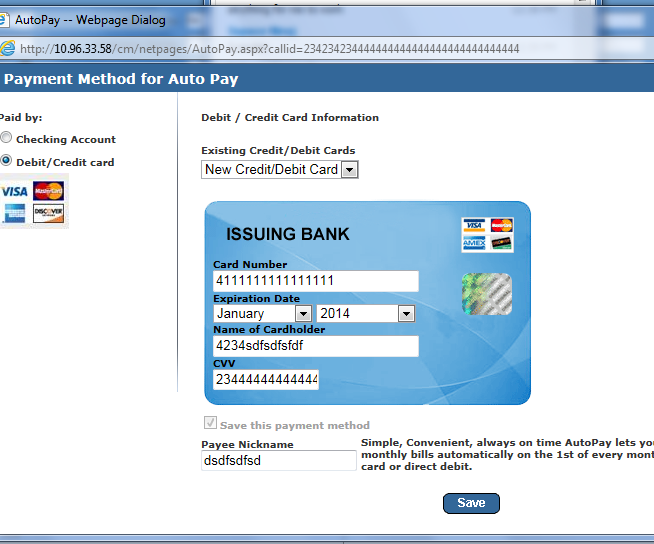 AutoPay -- Webpage Dialog
http://10.96.33.58/cm/netpages/AutoPay.aspx?callid=2342342344444444444444444444444444444
Payment Method for Auto Pay
Paid by:
Checking Account
Debit/Credit card
VISA MasterCard
DISCOVER
Debit / Credit Card Information
Existing Credit/Debit Cards
New Credit/Debit Card
ISSUING BANK
VISA MasterCard
AMEX
Card Number
4111111111111111
Expiration Date
January 2014
Name of Cardholder
4234sdfsdfsfdf
CVV
23444444444444
Save this payment method
Payee Nickname
dsdfsdfsd
Simple, Convenient, always on time AutoPay lets you
monthly bills automatically on the 1st of every mont
card or direct debit.
Save